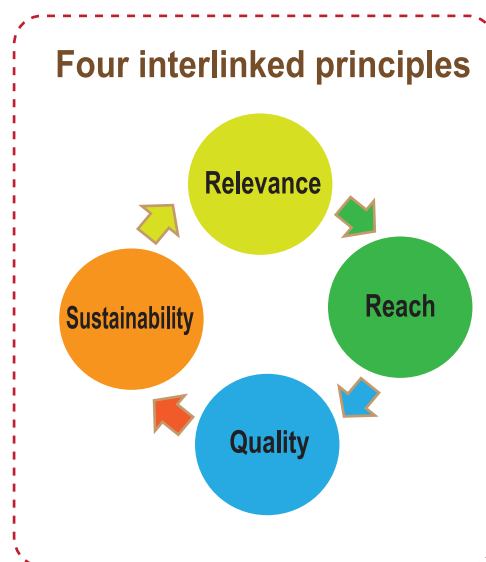 Four interlinked principles
Relevance
Reach
Quality
Sustainability